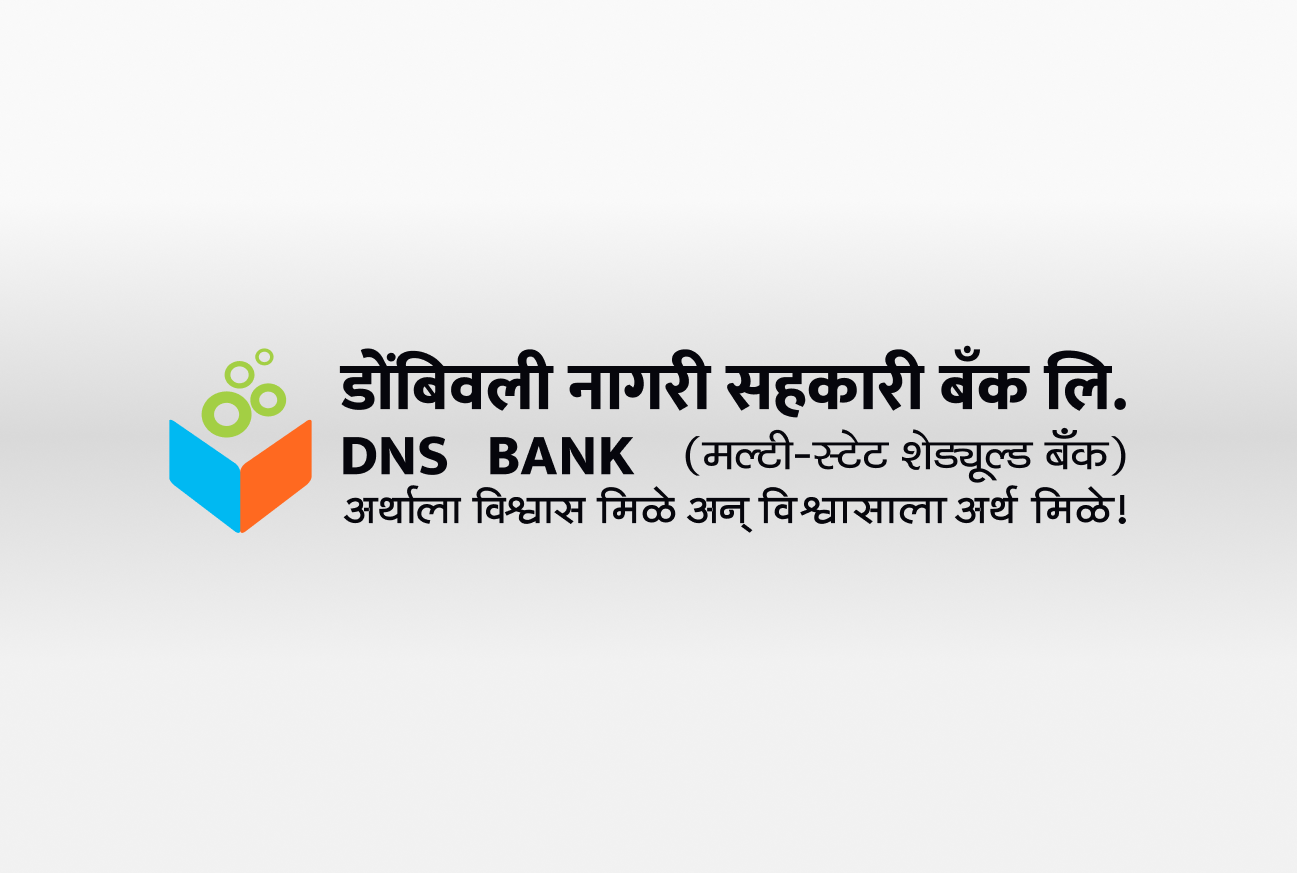 डोंबिवली नागरी सहकारी बँक लि.
DNS BANK (मल्टी-स्टेट शेड्यूल्ड बँक)
अर्थाला विश्वास मिळे अन् विश्वासाला अर्थ मिळे!